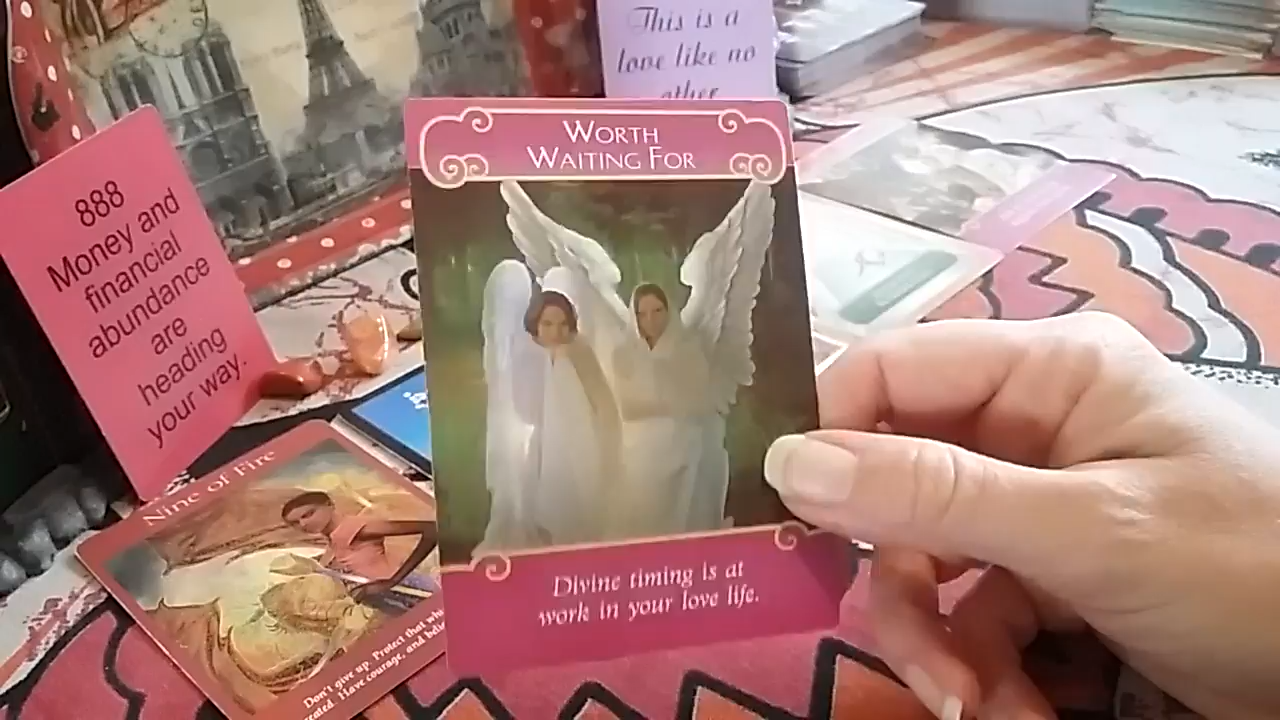 This is a
love like no
other
WORTH
WAITING FOR
888
Money and
financial
abundance
are
heading
your way.
Nine of Fire
Divine timing is at
work in your love life.
Don't give up. Protect that
Have courage, and